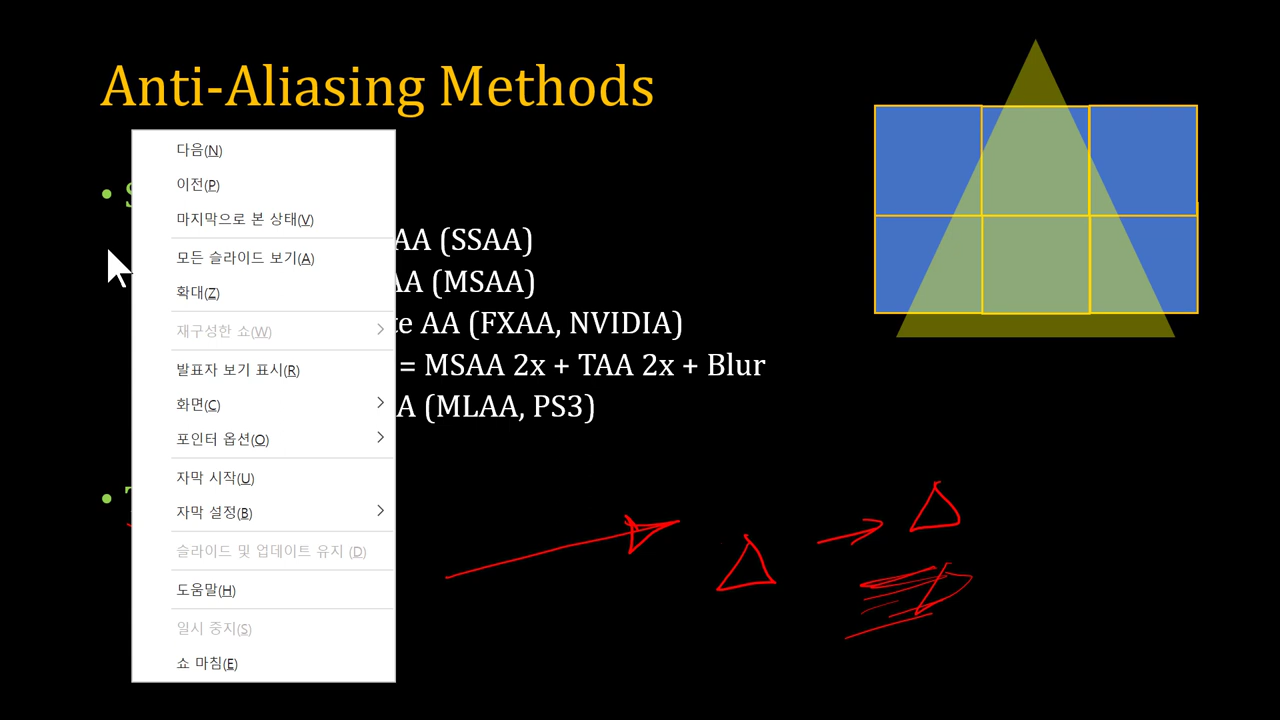 Anti-Aliasing Methods
다음(N)
이전(P)
마지막으로 본 상태(V)
모든 슬라이드 보기(A)
확대(Z)
재구성한 쇼(W)
발표자 보기 표시(R)
화면(C)
포인터 옵션(O)
자막 시작(U)
자막 설정(B)
슬라이드 및 업데이트 유지 (D)
도움말(H)
일시 중지(S)
쇼 마침(E)
AA (SSAA)
AA (MSAA)
AA (FXAA, NVIDIA)
= MSAA 2x + TAA 2x + Blur
(MLAA, PS3)